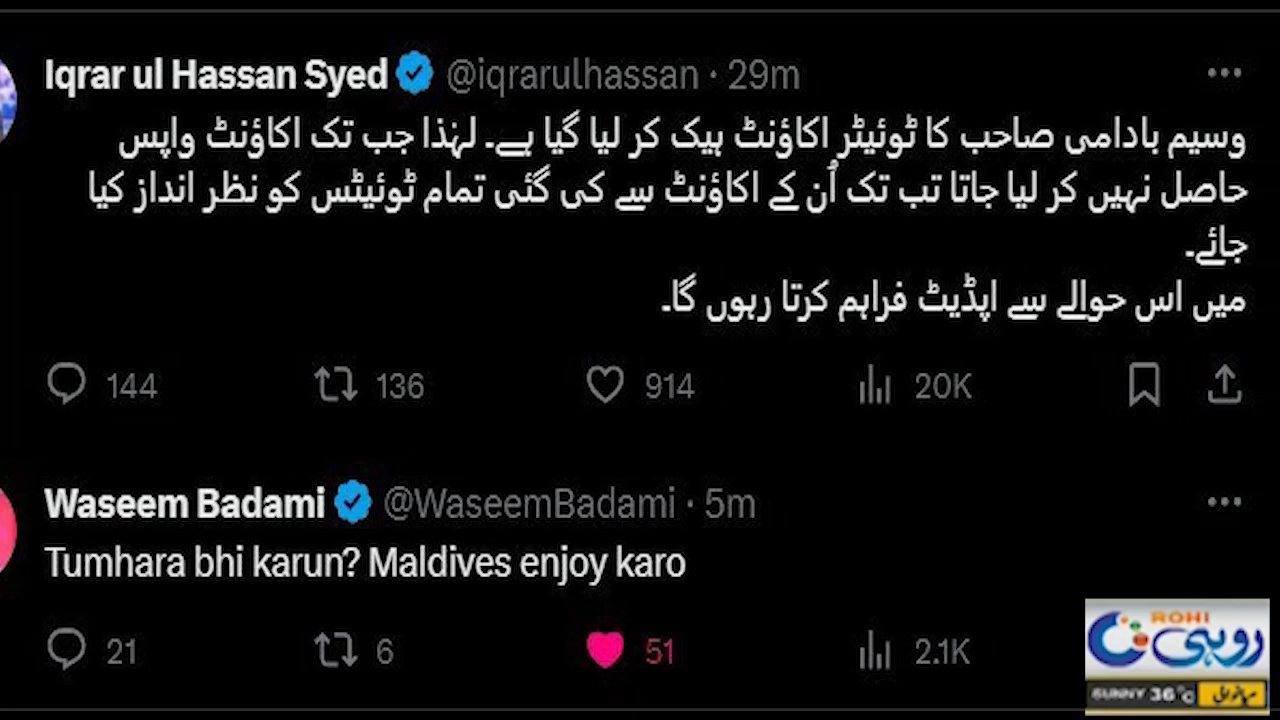 Iqrar ul Hassan Syed @iqrarulhassan · 29m
وسیم بادامی صاحب کا ٹوئیٹر اکاؤنٹ ہیک کر لیا گیا ہے۔ لہٰذا جب تک اکاؤنٹ واپس
حاصل نہیں کر لیا جاتا تب تک اُن کے اکاؤنٹ سے کی گئی تمام ٹوئیٹس کو نظر انداز کیا
جائے۔
میں اس حوالے سے اپڈیٹ فراہم کرتا رہوں گا۔
144 136 914 20K
Waseem Badami @WaseemBadami · 5m
Tumhara bhi karun? Maldives enjoy karo
21 6 51 2.1K
ROHI
روہی
SUNNY 36°C میانوالی